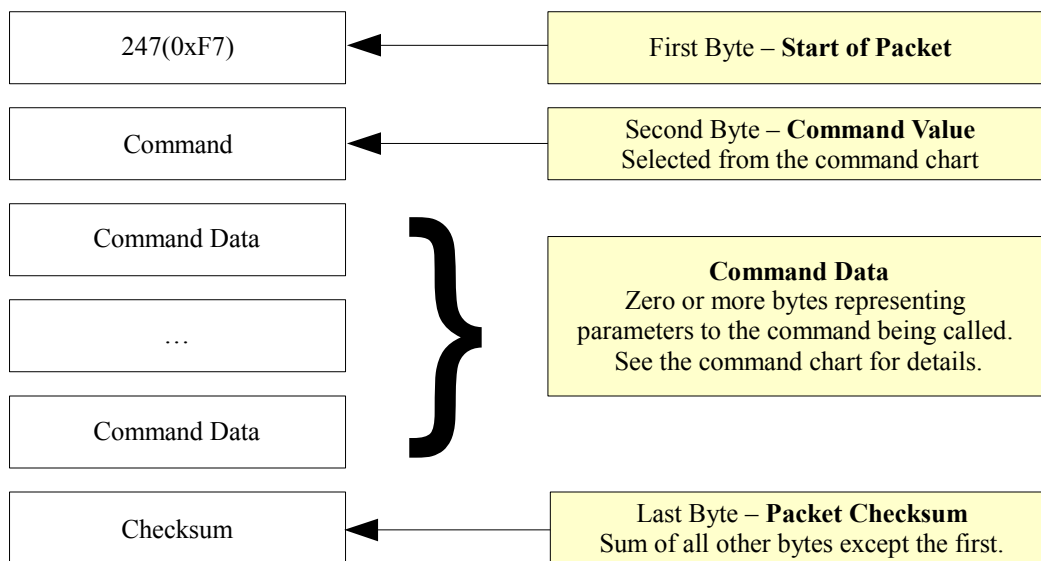 247(0xF7)
First Byte – Start of Packet
Command
Second Byte – Command Value
Selected from the command chart
Command Data
...
Command Data
Command Data
Zero or more bytes representing
parameters to the command being called.
See the command chart for details.
Checksum
Last Byte – Packet Checksum
Sum of all other bytes except the first.